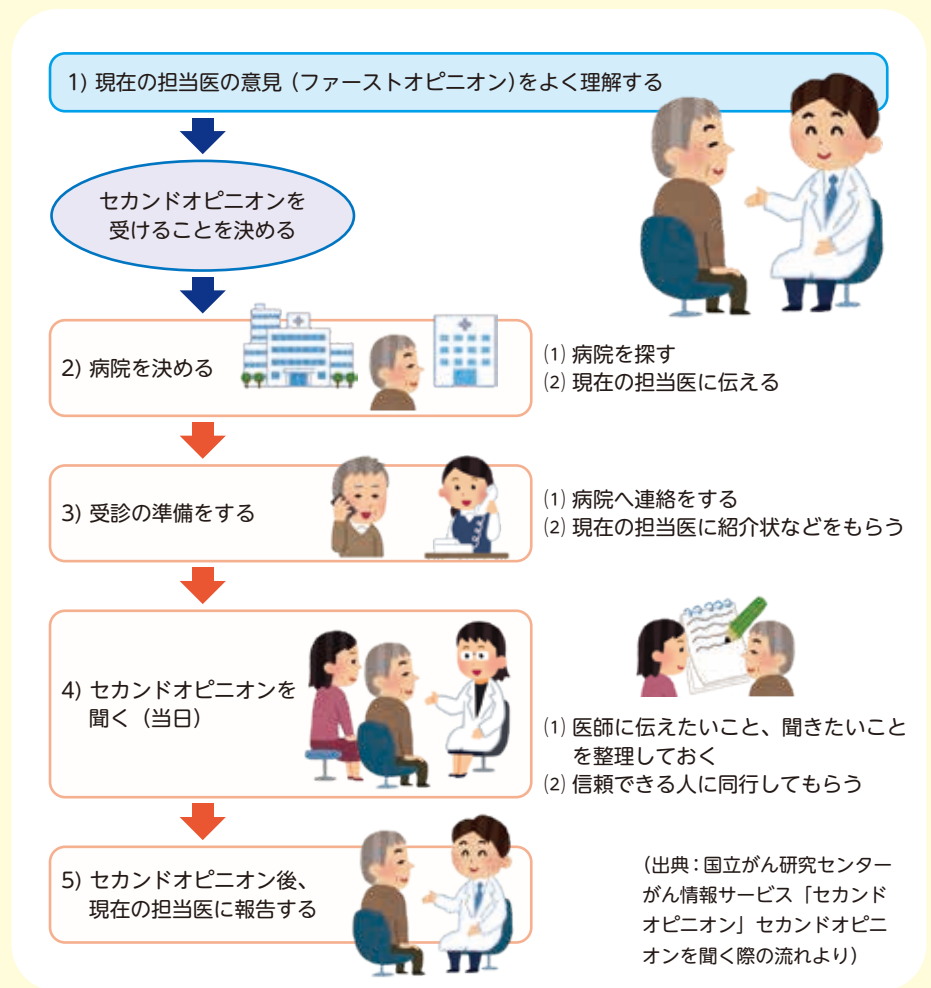 1) 現在の担当医の意見（ファーストオピニオン）をよく理解する
セカンドオピニオンを
受けることを決める
2) 病院を決める
⑴ 病院を探す
⑵ 現在の担当医に伝える
3) 受診の準備をする
⑴ 病院へ連絡をする
⑵ 現在の担当医に紹介状などをもらう
4) セカンドオピニオンを
聞く（当日）
⑴ 医師に伝えたいこと、聞きたいこと
を整理しておく
⑵ 信頼できる人に同行してもらう
5) セカンドオピニオン後、
現在の担当医に報告する
（出典：国立がん研究センター
がん情報サービス「セカンド
オピニオン」セカンドオピニ
オンを聞く際の流れより）